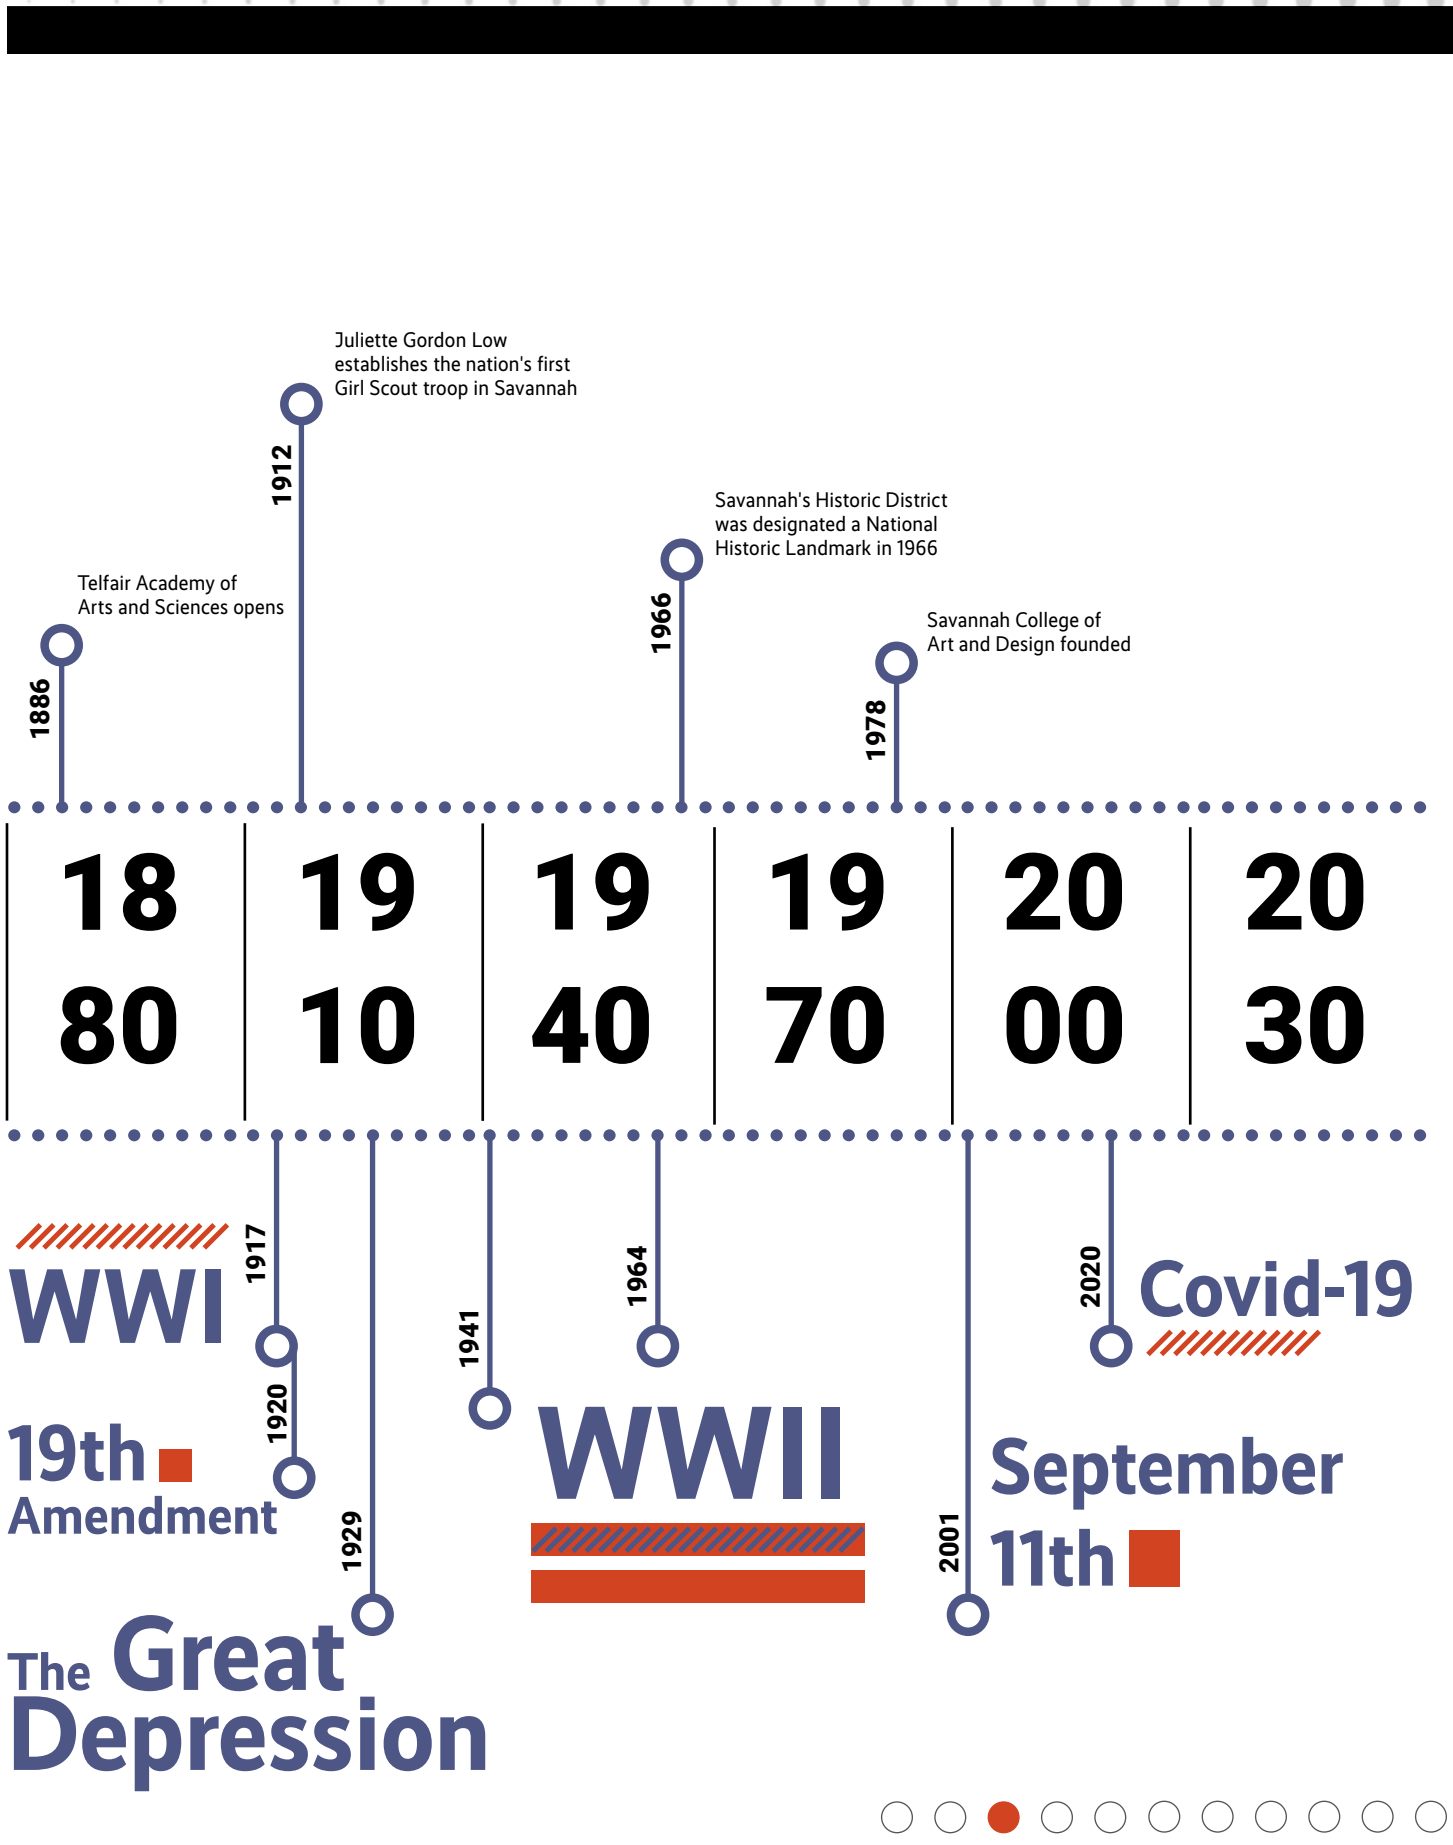 Juliette Gordon Low
establishes the nation's first
Girl Scout troop in Savannah
1912
Savannah's Historic District
was designated a National
Historic Landmark in 1966
1966
Telfair Academy of
Arts and Sciences opens
1886
Savannah College of
Art and Design founded
1978
18
80
19
10
19
40
19
70
20
00
20
30
1917
WWI
1920
19th
Amendment
1929
The Great
Depression
1941
WWII
1964
2001
September
11th
2020
Covid-19